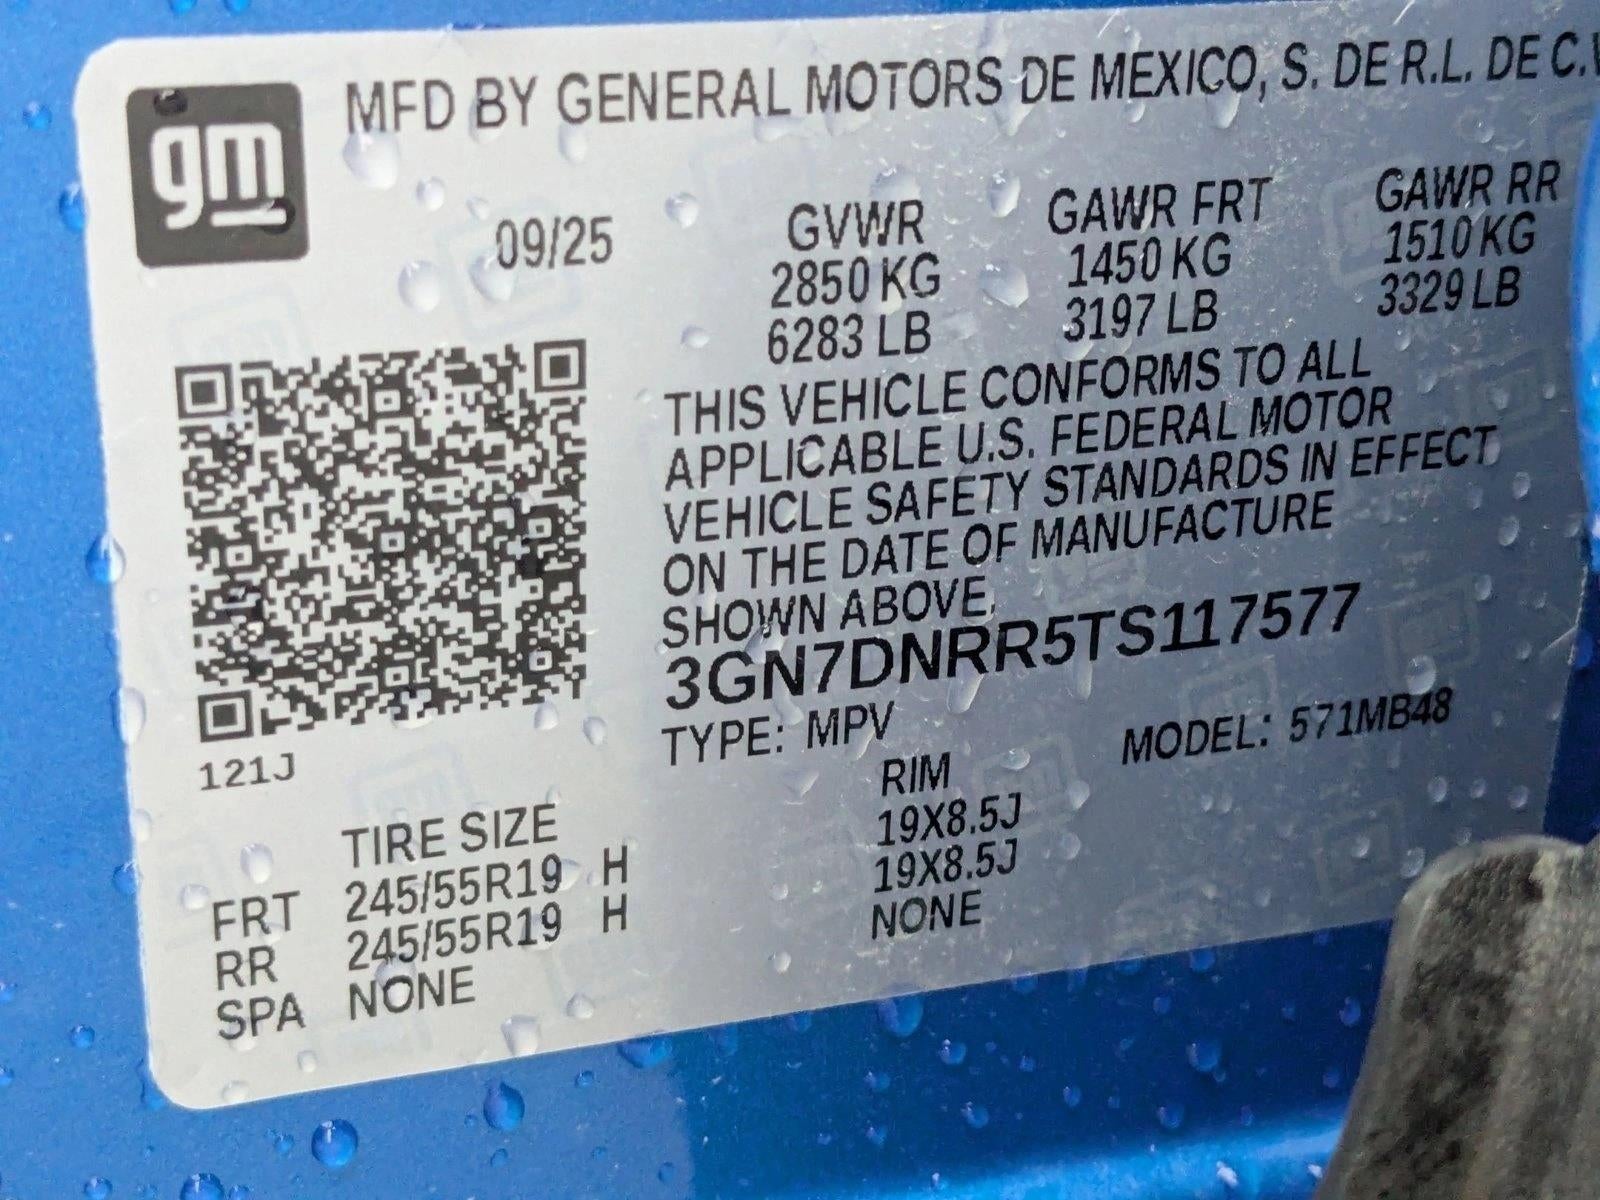 gm
MFD BY GENERAL MOTORS DE MEXICO, S. DE R.L. DE C.V
09/25
GVWR GAWR FRT GAWR RR
2850 KG 1450 KG 1510 KG
6283 LB 3197 LB 3329 LB
THIS VEHICLE CONFORMS TO ALL
APPLICABLE U.S. FEDERAL MOTOR
VEHICLE SAFETY STANDARDS IN EFFECT
ON THE DATE OF MANUFACTURE
SHOWN ABOVE.
3GN7DNRR5TS117577
TYPE: MPV MODEL: 571MB48
121J
TIRE SIZE RIM
FRT 245/55R19 H 19X8.5J
RR 245/55R19 H 19X8.5J
SPA NONE NONE